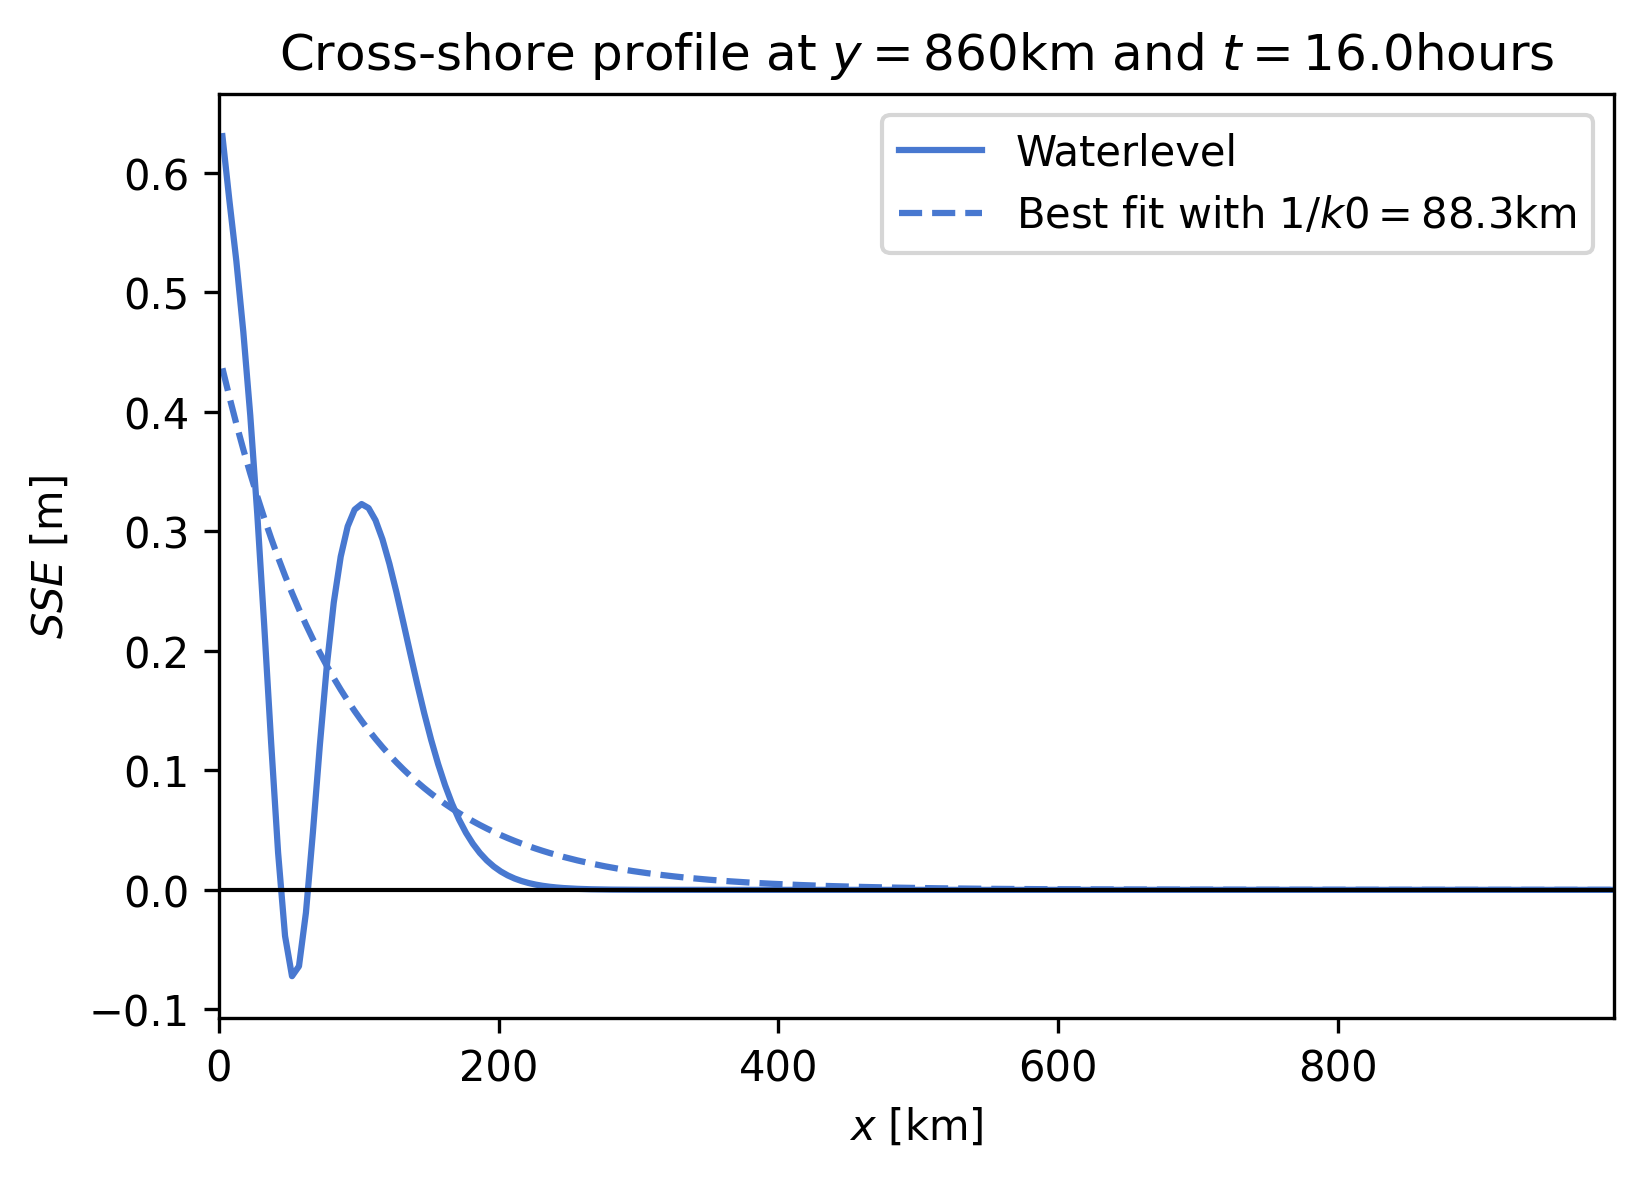 Cross-shore profile at y = 860km and t = 16.0hours
Waterlevel
Best fit with 1/k0 = 88.3km
SSE [m]
0.6
0.5
0.4
0.3
0.2
0.1
0.0
−0.1
0 200 400 600 800
x [km]